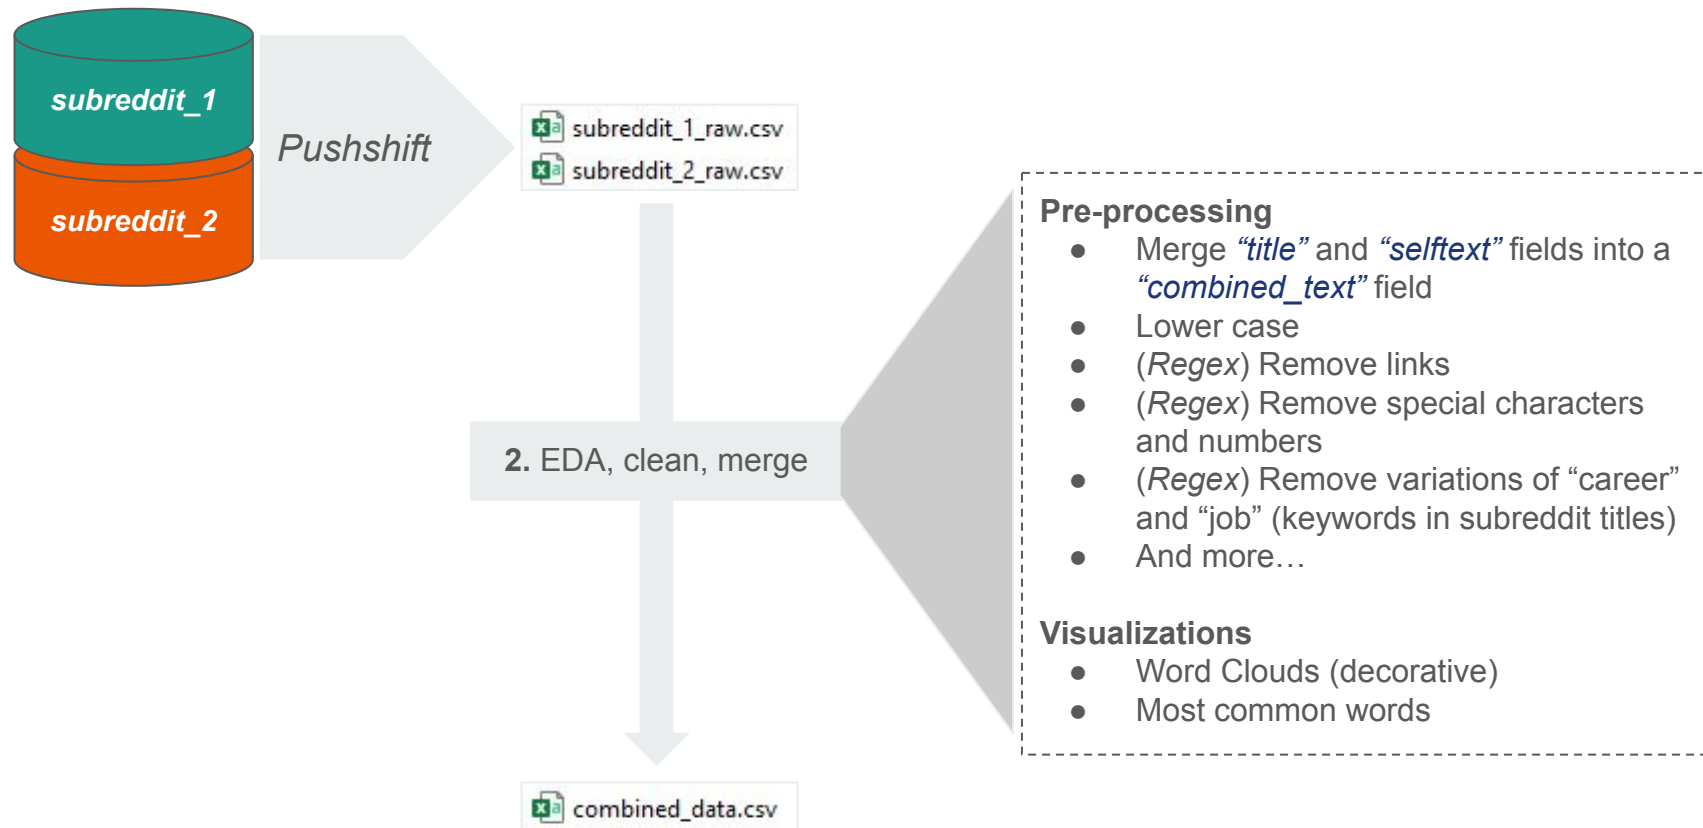 subreddit_1
subreddit_2
Pushshift
subreddit_1_raw.csv
subreddit_2_raw.csv
2. EDA, clean, merge
combined_data.csv
Pre-processing
● Merge “title” and “selftext” fields into a
“combined_text” field
● Lower case
● (Regex) Remove links
● (Regex) Remove special characters
and numbers
● (Regex) Remove variations of “career”
and “job” (keywords in subreddit titles)
● And more…
Visualizations
● Word Clouds (decorative)
● Most common words